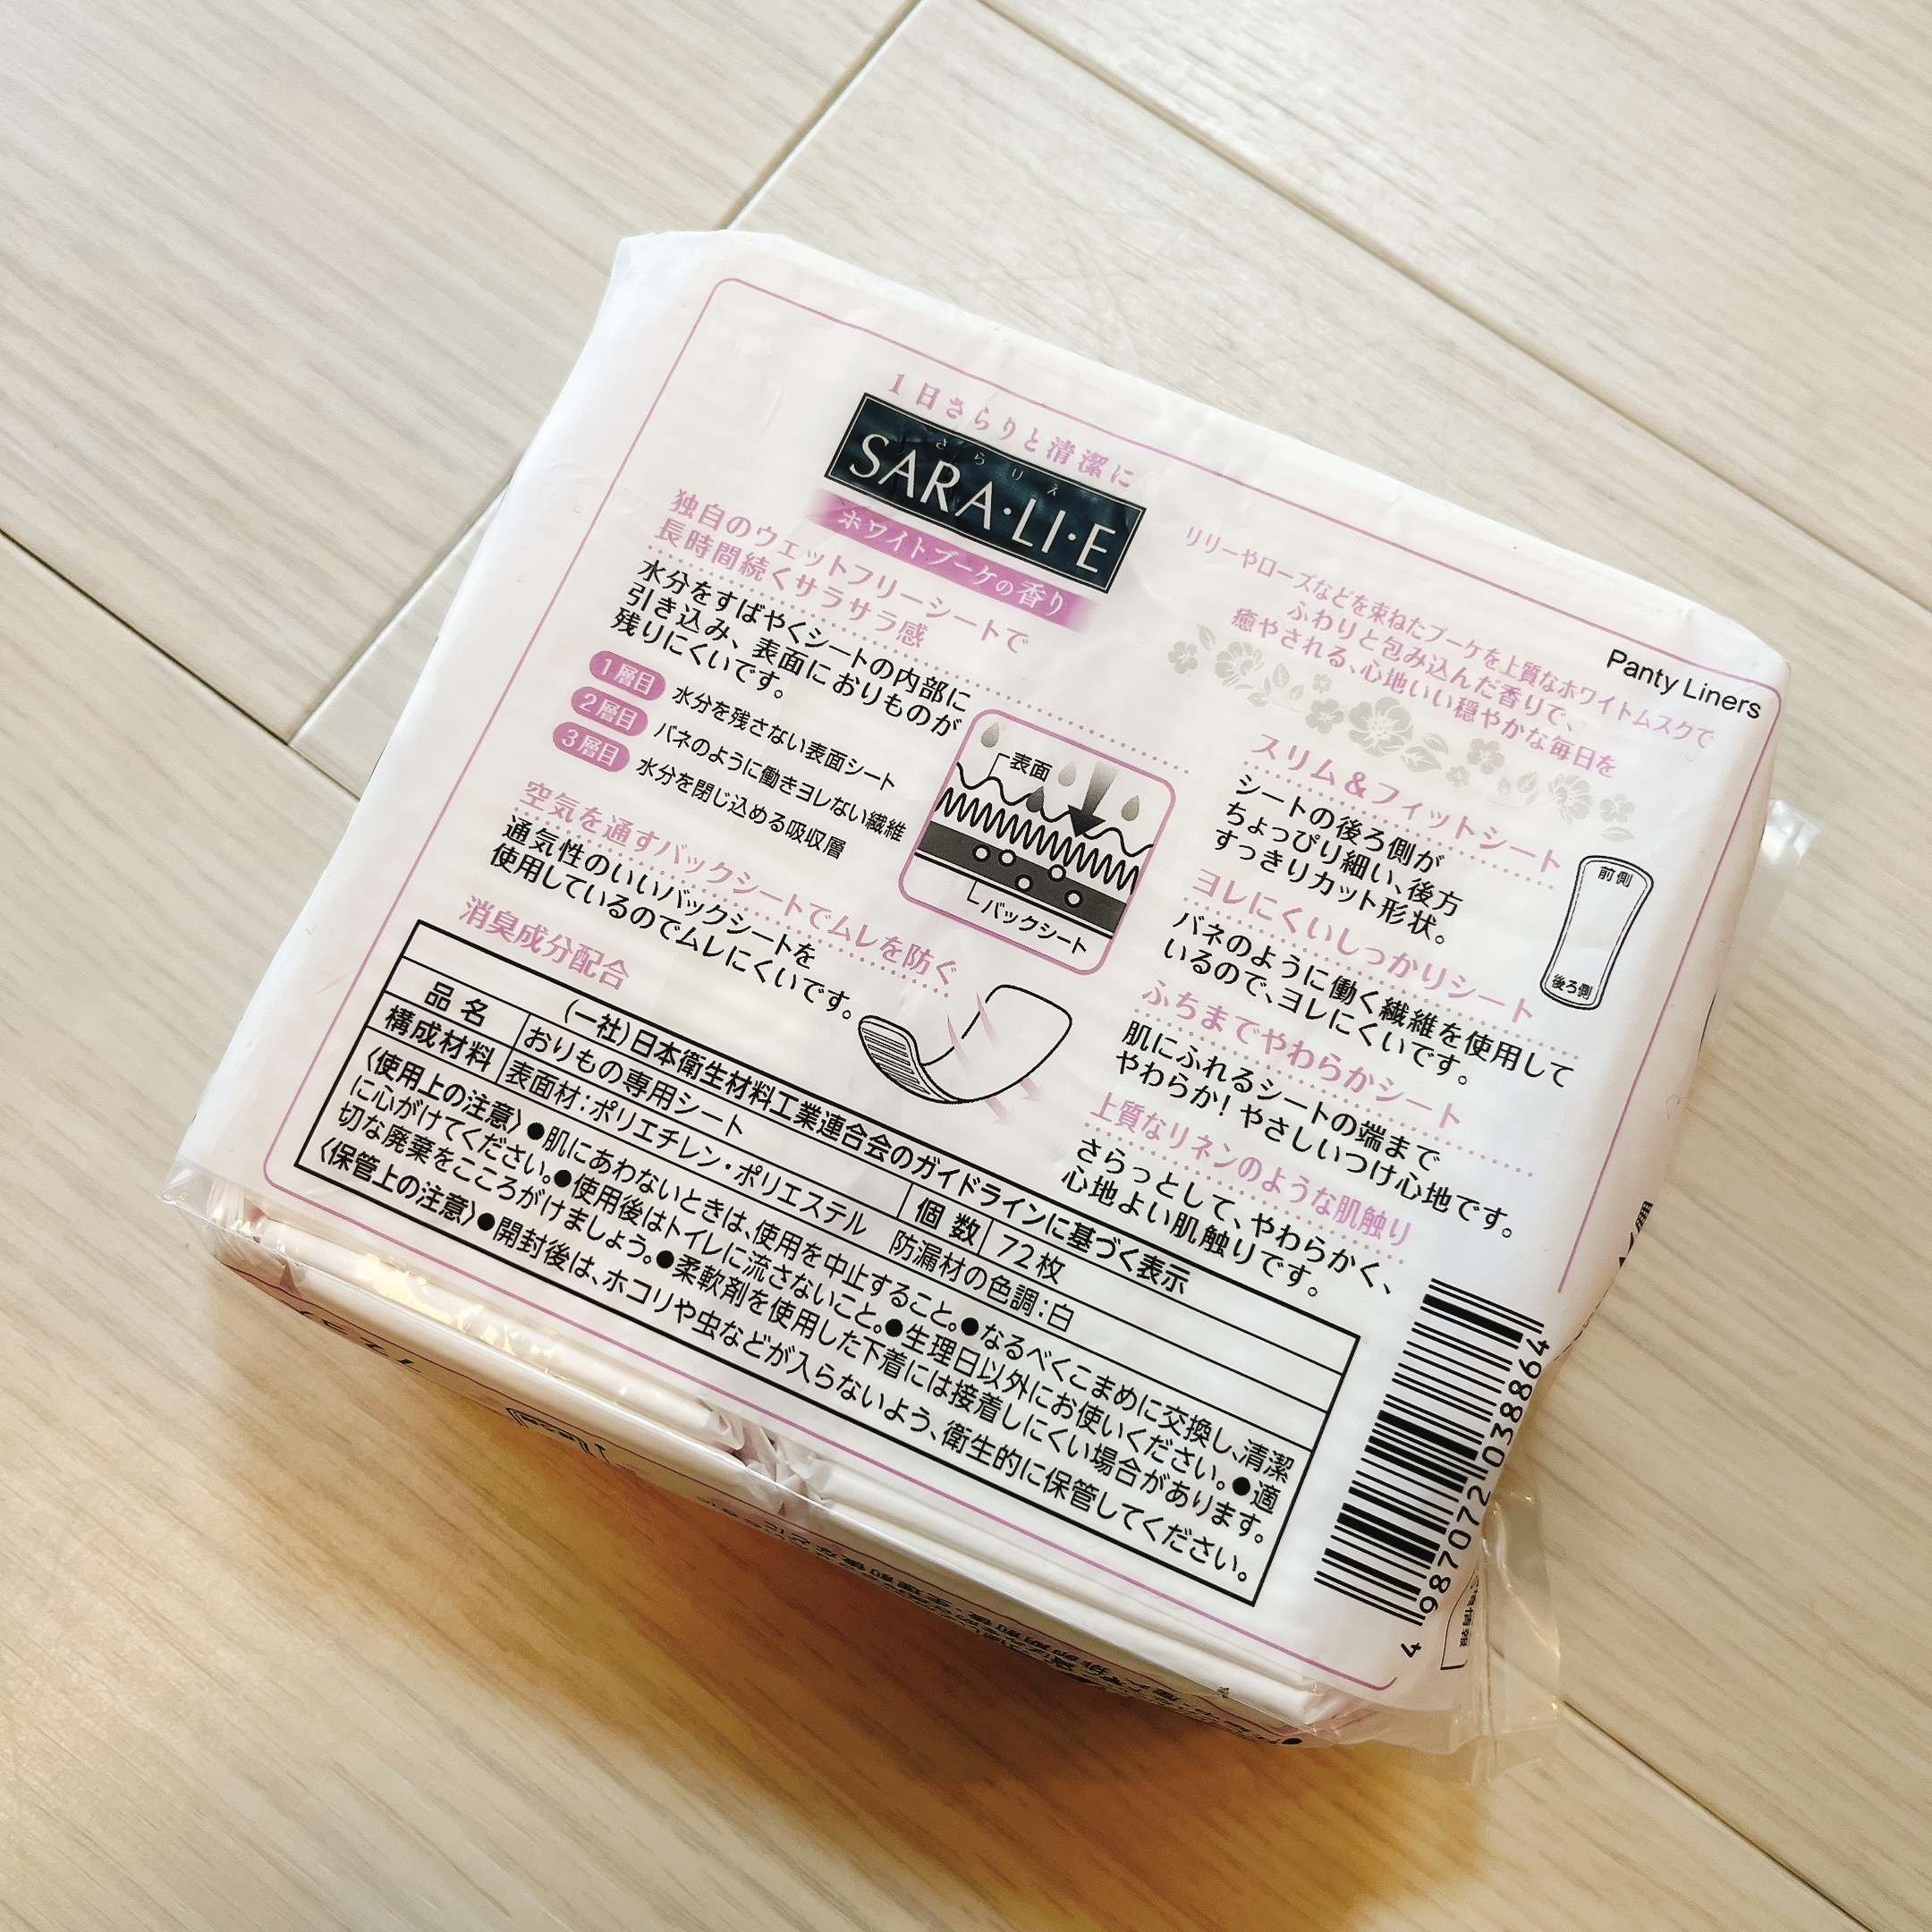 1日さらりと清潔に
さらりえ
SARA・LI・E
ホワイトブーケの香り
Panty Liners
リリーやローズなどを束ねたブーケを上質なホワイトムスクで
ふわりと包み込んだ香りで、
癒やされる、心地いい穏やかな毎日を
独自のウェットフリーシートで
長時間続くサラサラ感
水分をすばやくシートの内部に
引き込み、表面におりものが
残りにくいです。
1層目 水分を残さない表面シート
2層目 バネのように働きヨレない繊維
3層目 水分を閉じ込める吸収層
表面
バックシート
空気を通すバックシートでムレを防ぐ
通気性のいいバックシートを
使用しているのでムレにくいです。
消臭成分配合
スリム&フィットシート
シートの後ろ側が
ちょっぴり細い、後方
すっきりカット形状。
前側
後ろ側
ヨレにくいしっかりシート
バネのように働く繊維を使用して
いるので、ヨレにくいです。
ふちまでやわらかシート
肌にふれるシートの端まで
やわらか!やさしいつけ心地です。
上質なリネンのような肌触り
さらっとして、やわらかく、
心地よい肌触りです。
(一社)日本衛生材料工業連合会のガイドラインに基づく表示
品名 おりもの専用シート 個数 72枚
構成材料 表面材:ポリエチレン・ポリエステル 防漏材の色調:白
〈使用上の注意〉●肌にあわないときは、使用を中止すること。●なるべくこまめに交換し、清潔
に心がけてください。●使用後はトイレに流さないこと。●生理日以外にお使いください。●適
切な廃棄をこころがけましょう。●柔軟剤を使用した下着には接着しにくい場合があります。
〈保管上の注意〉●開封後は、ホコリや虫などが入らないよう、衛生的に保管してください。
4 987072 038864